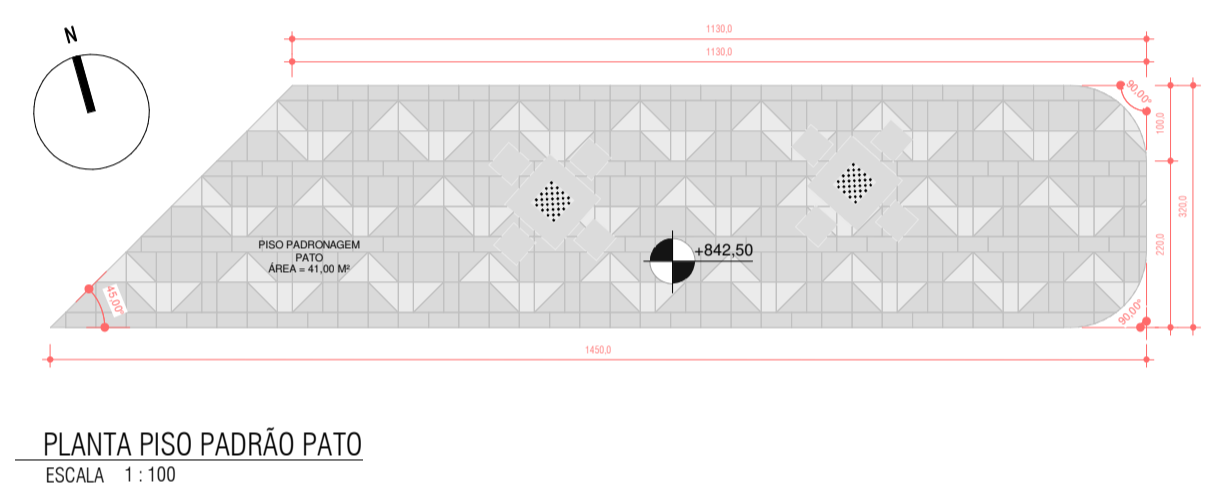 N
1130,0
1130,0
90,00°
100,0
320,0
220,0
+842,50
PISO PADRONAGEM
PATO
ÁREA = 41,00 M²
45,00°
90,00°
1450,0
PLANTA PISO PADRÃO PATO
ESCALA 1 : 100